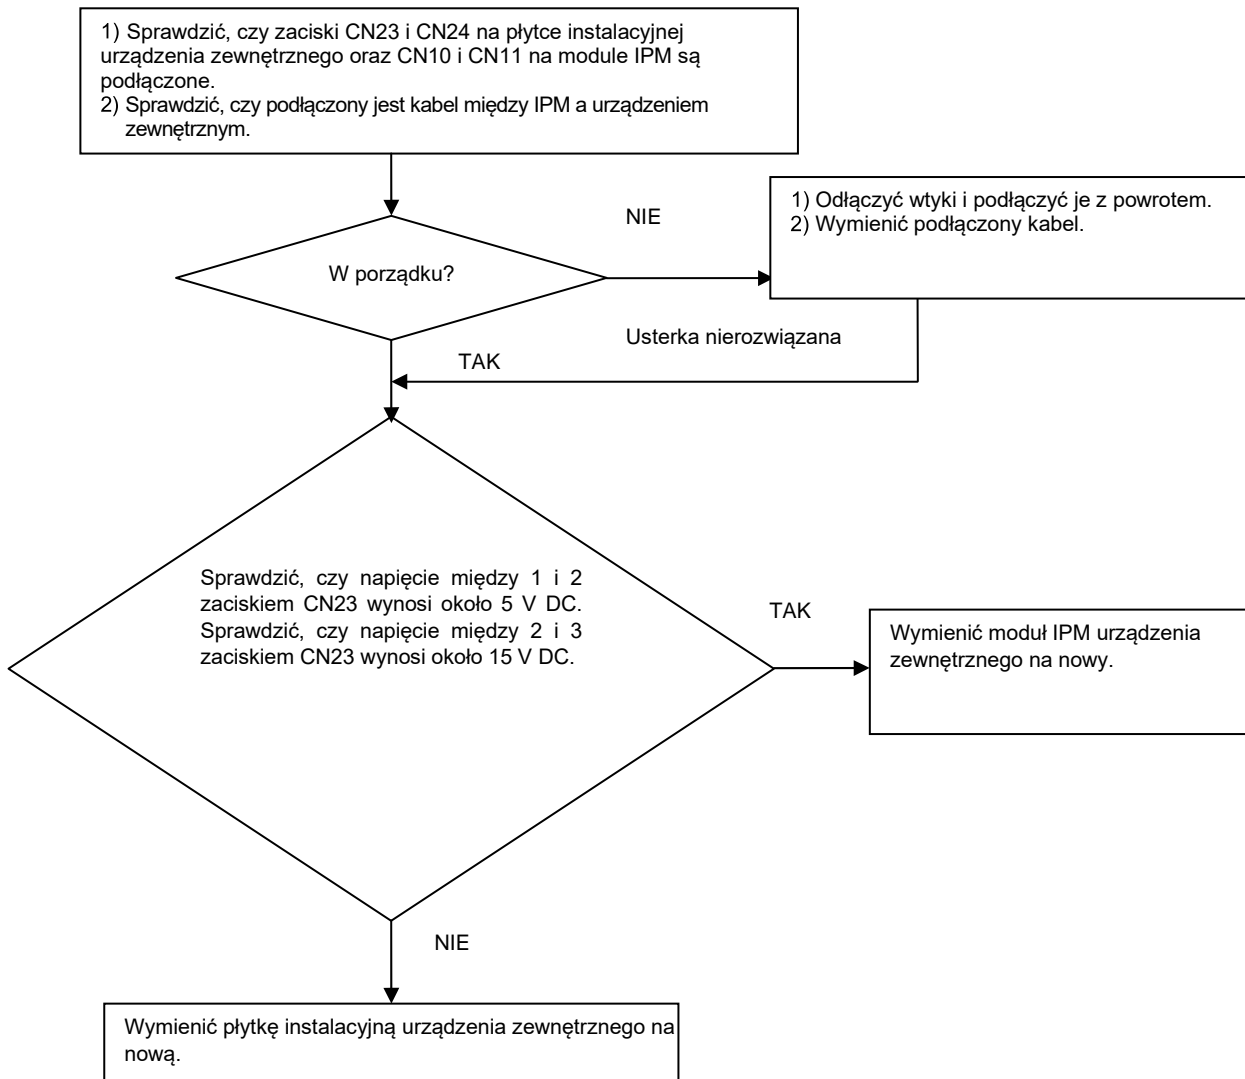 1) Sprawdzić, czy zaciski CN23 i CN24 na płytce instalacyjnej
urządzenia zewnętrznego oraz CN10 i CN11 na module IPM są
podłączone.
2) Sprawdzić, czy podłączony jest kabel między IPM a urządzeniem
zewnętrznym.
NIE
1) Odłączyć wtyki i podłączyć je z powrotem.
2) Wymienić podłączony kabel.
W porządku?
Usterka nierozwiązana
TAK
Sprawdzić, czy napięcie między 1 i 2
zaciskiem CN23 wynosi około 5 V DC.
Sprawdzić, czy napięcie między 2 i 3
zaciskiem CN23 wynosi około 15 V DC.
TAK
Wymienić moduł IPM urządzenia
zewnętrznego na nowy.
NIE
Wymienić płytkę instalacyjną urządzenia zewnętrznego na
nową.